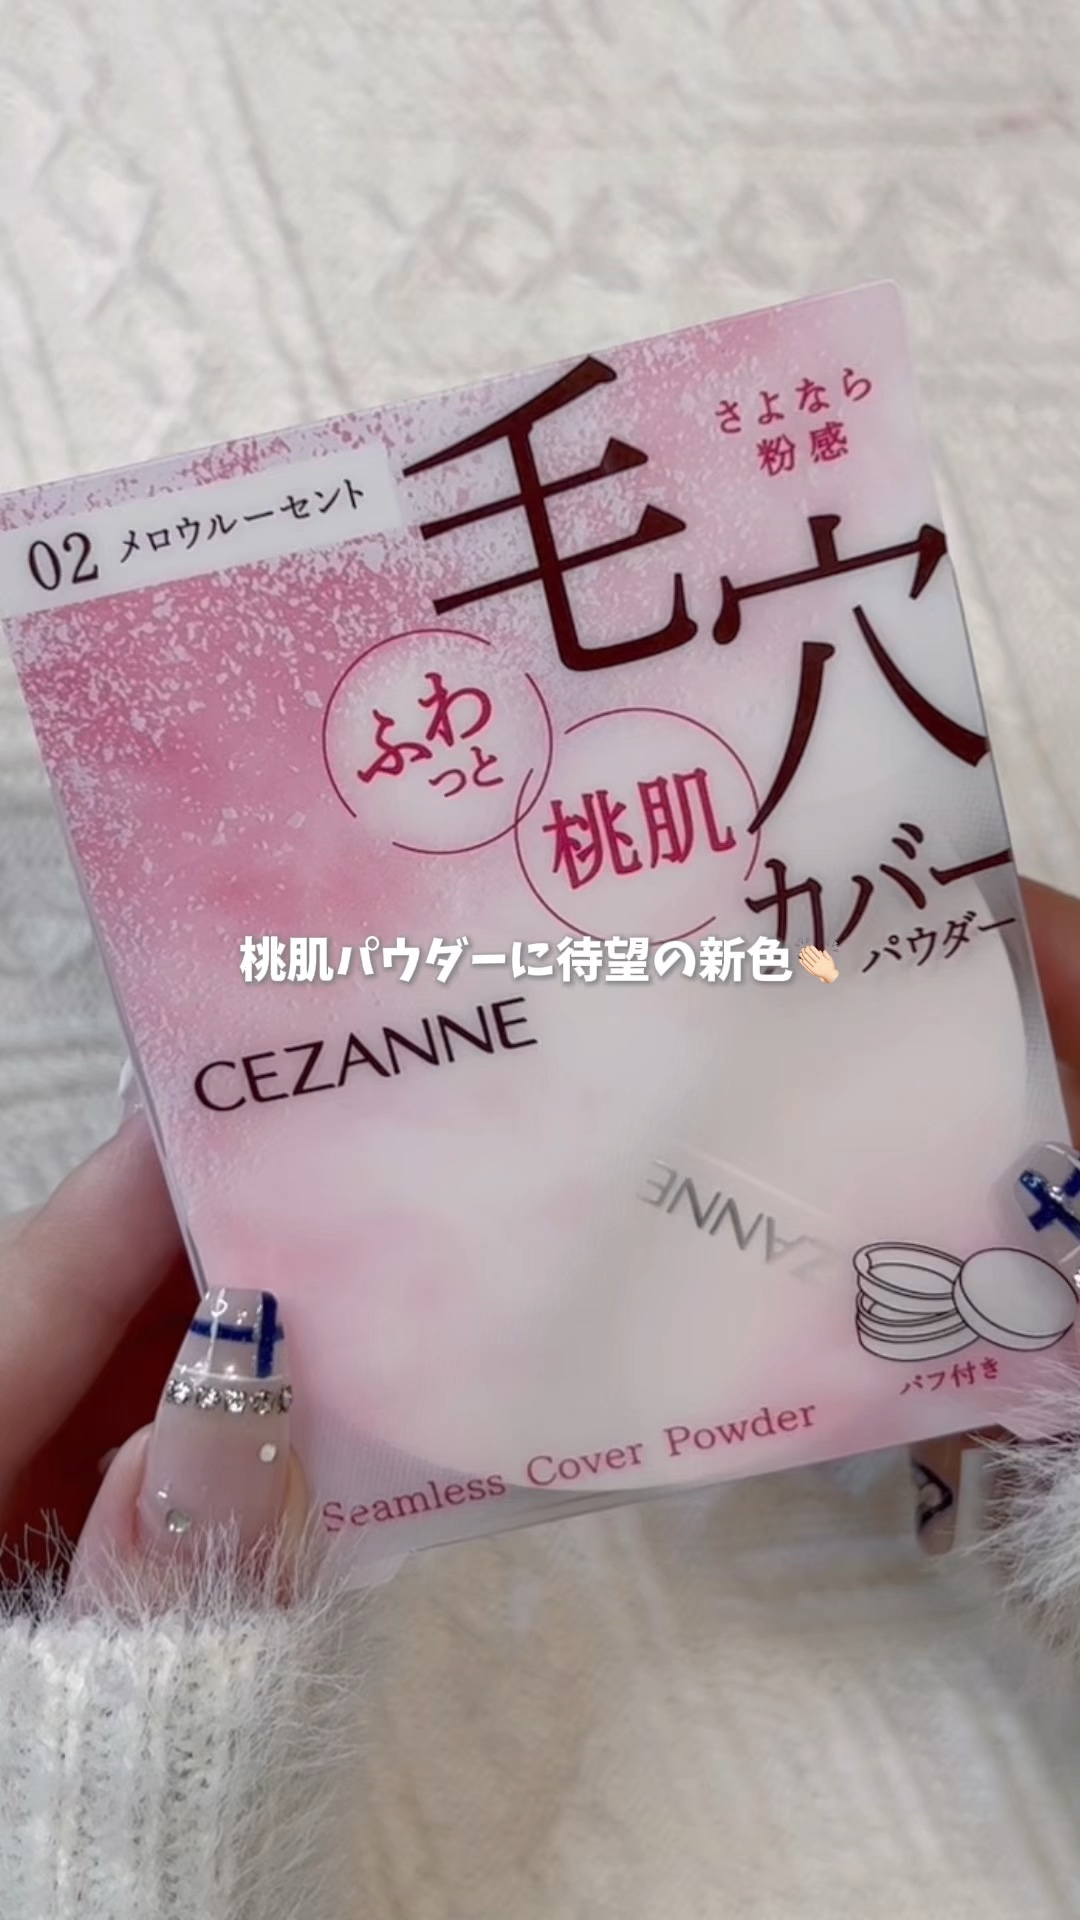 さよなら
粉感
02 メロウルーセント
毛穴
カバー
パウダー
ふわっと
桃肌
桃肌パウダーに待望の新色👏🏻
CEZANNE
ZANNE
パフ付き
Seamless Cover Powder